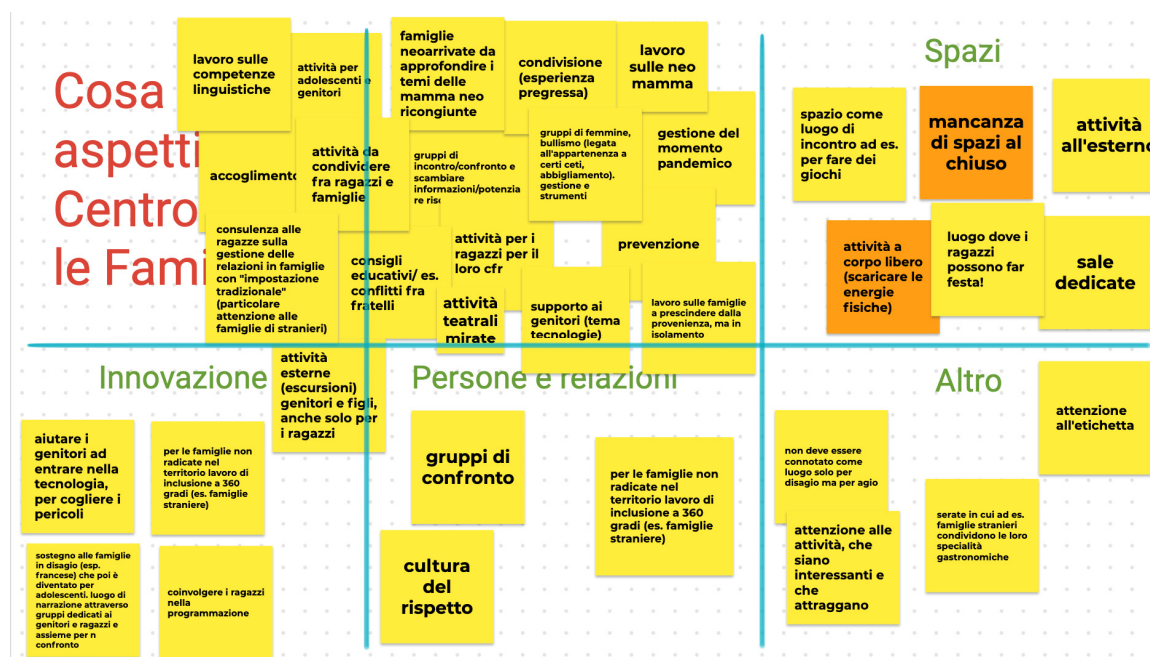 Cosa
aspetti
Centro
le Fami
lavoro sulle
competenze
linguistiche
attività per
adolescenti e
genitori
famiglie
neoarrivate da
approfondire i
temi delle
mamma neo
ricongiunte
condivisione
(esperienza
pregressa)
lavoro
sulle neo
mamma
accoglimento
attività da
condividere
fra ragazzi e
famiglie
gruppi di
incontro/confronto e
scambiare
informazioni/potenzia
re
gruppi di femmine,
bullismo (legata
all'appartenenza a
certi ceti,
abbigliamento).
gestione e
strumenti
gestione del
momento
pandemico
consulenza alle
ragazze sulla
gestione delle
relazioni in famiglie
con "impostazione
tradizionale"
(particolare
attenzione alle
famiglie di stranieri)
consigli
educativi/ es.
conflitti fra
fratelli
attività per i
ragazzi per il
loro cfr
prevenzione
attività
teatrali
mirate
supporto ai
genitori (tema
tecnologie)
lavoro sulle famiglie
a prescindere dalla
provenienza, ma in
isolamento
attività
esterne
(escursioni)
genitori e figli,
anche solo per
i ragazzi
Spazi
spazio come
luogo di
incontro ad es.
per fare dei
giochi
mancanza
di spazi al
chiuso
attività
all'esterno
attività a
corpo libero
(scaricare le
energie
fisiche)
luogo dove i
ragazzi
possono far
festa!
sale
dedicate
Innovazione
aiutare i
genitori ad
entrare nella
tecnologia,
per cogliere i
pericoli
per le famiglie non
radicate nel
territorio lavoro di
inclusione a 360
gradi (es. famiglie
straniere)
sostegno alle famiglie
in disagio (esp.
francese) che poi è
diventato per
adolescenti. luogo di
narrazione attraverso
gruppi dedicati ai
genitori e ragazzi e
assieme per n
confronto
coinvolgere i ragazzi
nella
programmazione
Persone e relazioni
gruppi di
confronto
per le famiglie non
radicate nel
territorio lavoro di
inclusione a 360
gradi (es. famiglie
straniere)
cultura
del
rispetto
Altro
attenzione
all'etichetta
non deve essere
connotato come
luogo solo per
disagio ma per agio
attenzione alle
attività, che
siano
interessanti e
che
attraggano
serate in cui ad es.
famiglie stranieri
condividono le loro
specialità
gastronomiche